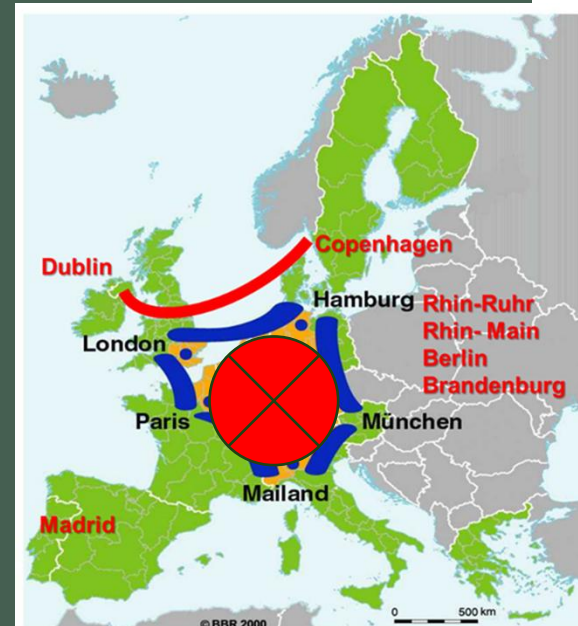 Copenhagen
Dublin
Hamburg
Rhin-Ruhr
Rhin- Main
Berlin
Brandenburg
London
Paris
München
Mailand
Madrid
0 500 km
© BBR 2000